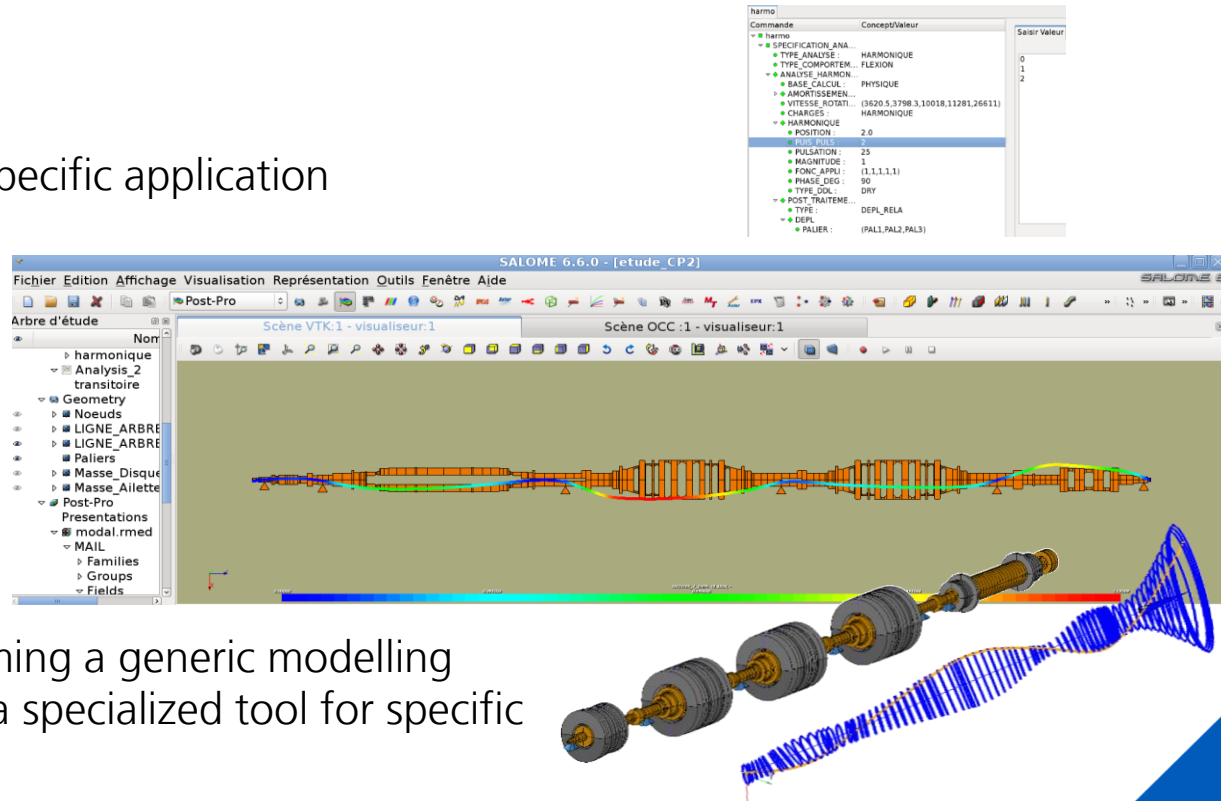 harmo
Commande Concept/Valeur
harmo
SPECIFICATION_ANA...
TYPE_ANALYSE : HARMONIQUE
TYPE_COMPORTEM... FLEXION
ANALYSE_HARMON...
BASE_CALCUL : PHYSIQUE
AMORTISSEMEN...
VITESSE_ROTATI... (3620.5,3798.3,10018,11281,26611)
CHARGES : HARMONIQUE
HARMONIQUE
POSITION : 2.0
PUIS_PULS : 2
PULSATION : 25
MAGNITUDE : 1
FONC_APPLI : (1,1,1,1,1)
PHASE_DEG : 90
TYPE_DDL : DRY
POST_TRAITEME...
TYPE : DEPL_RELA
DEPL
PALIER : (PAL1,PAL2,PAL3)
Saisir Valeur
0
1
2
pecific application
SALOME 6.6.0 - [etude_CP2]
Fichier Edition Affichage Visualisation Représentation Outils Fenêtre Aide
SALOME 6
Post-Pro
Arbre d'étude
Nom
harmonique
Analysis_2
transitoire
Geometry
Noeuds
LIGNE_ARBRE
LIGNE_ARBRE
Paliers
Masse_Disque
Masse_Ailette
Post-Pro
Presentations
modal.rmed
MAIL
Families
Groups
Fields
Scène VTK:1 - visualiseur:1
Scène OCC :1 - visualiseur:1
ning a generic modelling
a specialized tool for specific